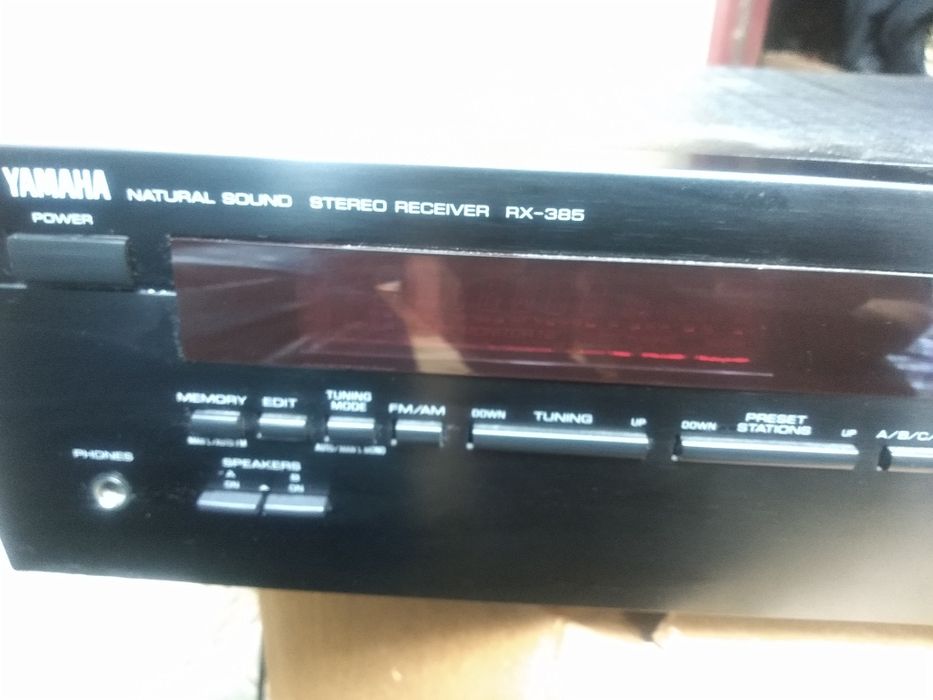 YAMAHA NATURAL SOUND STEREO RECEIVER RX-385
POWER
MEMORY EDIT TUNING MODE FM/AM DOWN TUNING UP DOWN PRESET STATIONS UP A/B/C/
PHONES
SPEAKERS
A B
ON ON